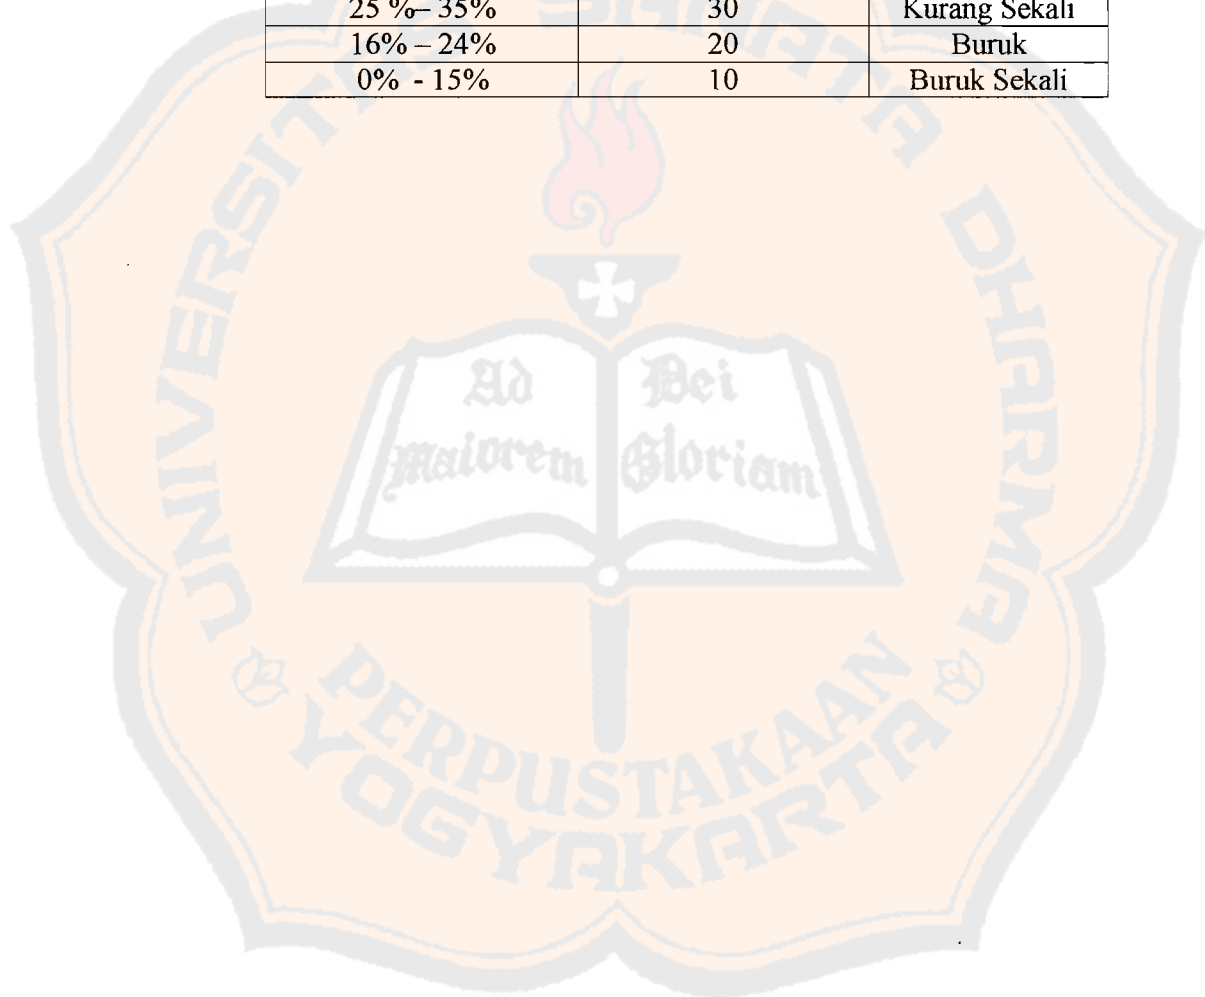 25 %– 35% 30 Kurang Sekali
16% – 24% 20 Buruk
0% - 15% 10 Buruk Sekali
UNIVERSITAS SANATA DHARMA
Ad Dei
Maiorem Gloriam
PERPUSTAKAAN
YOGYAKARTA